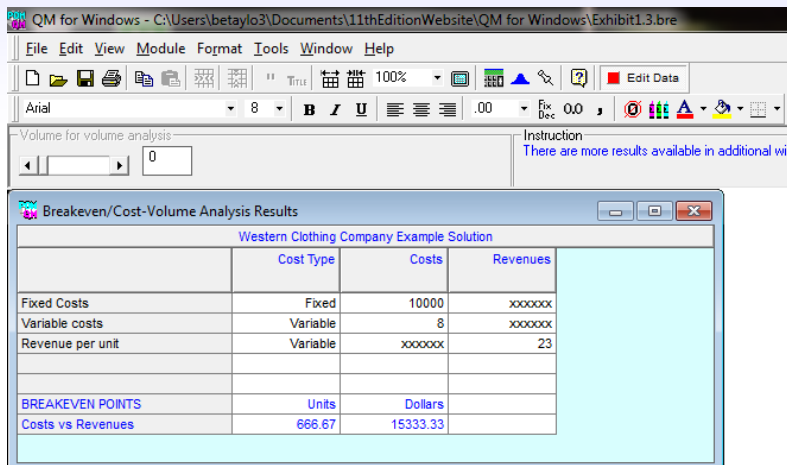 QM for Windows - C:\Users\betaylo3\Documents\11thEditionWebsite\QM for Windows\Exhibit1.3.bre
File Edit View Module Format Tools Window Help
TITLE 100% Edit Data
Arial 8 B I U .00 Fix Dec 0.0 ,
Volume for volume analysis Instruction
0 There are more results available in additional wi
Breakeven/Cost-Volume Analysis Results
Western Clothing Company Example Solution
Cost Type Costs Revenues
Fixed Costs Fixed 10000 xxxxxx
Variable costs Variable 8 xxxxxx
Revenue per unit Variable xxxxxx 23
BREAKEVEN POINTS Units Dollars
Costs vs Revenues 666.67 15333.33